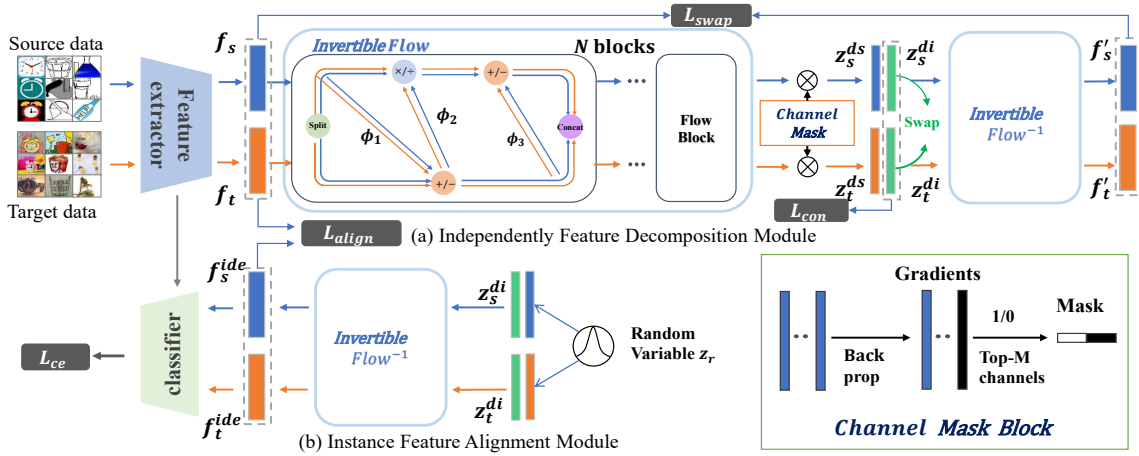 Source data
Target data
Feature extractor
f_s
f_t
L_swap
Invertible Flow
N blocks
Split
×/÷
+/−
ϕ_1
ϕ_2
ϕ_3
+/−
Concat
...
...
Flow
Block
Channel
Mask
z_s^{ds}
z_s^{di}
Swap
z_t^{ds}
z_t^{di}
L_con
Invertible
Flow^{-1}
f'_s
f'_t
L_align
(a) Independently Feature Decomposition Module
f_s^{ide}
f_t^{ide}
classifier
L_ce
Invertible
Flow^{-1}
z_s^{di}
z_t^{di}
Random
Variable z_r
(b) Instance Feature Alignment Module
Gradients
Back
prop
1/0
Top-M
channels
Mask
Channel Mask Block